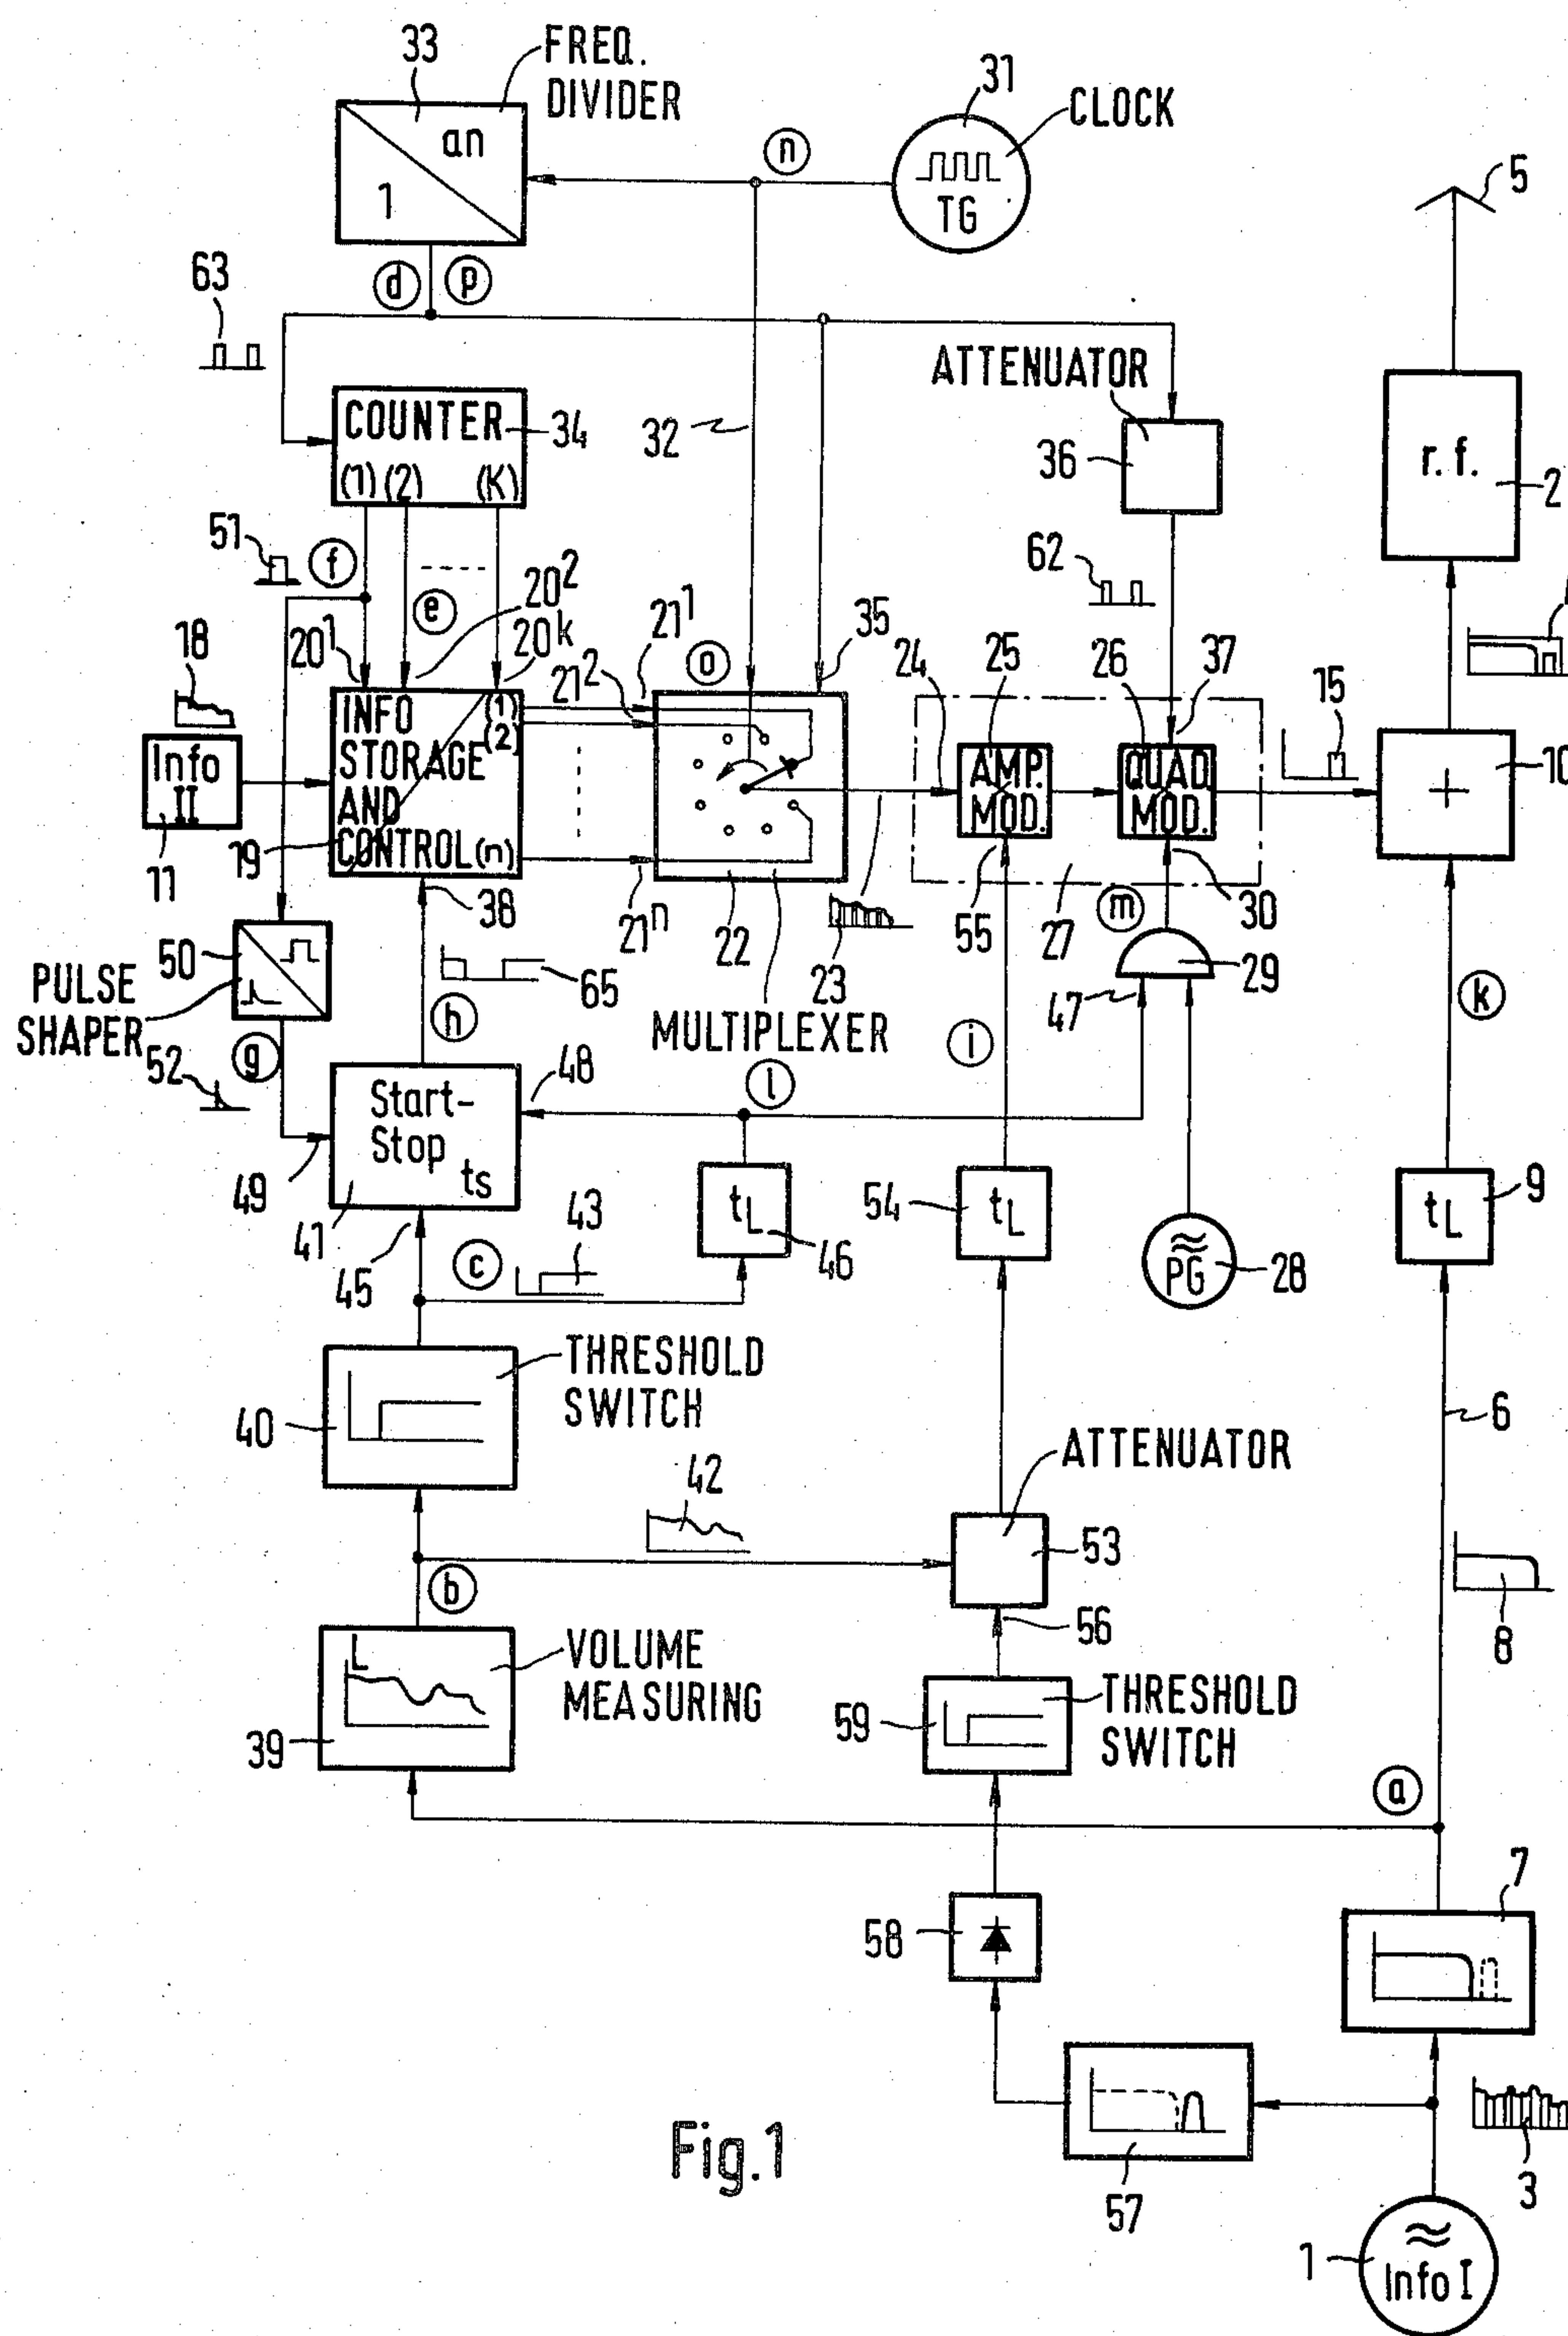 33
FREQ.
DIVIDER
31
CLOCK
an
1
n
TG
5
d
p
63
ATTENUATOR
COUNTER
34
(1) (2) (K)
32
36
r. f.
2
51
f
e
20²
62
18
20¹
20ᵏ
21¹
21²
o
35
24
25
26
37
15
INFO
STORAGE
AND
CONTROL
(1)
(2)
(n)
Info
II
AMP.
MOD.
QUAD.
MOD.
+
10
19
11
38
21ⁿ
22
23
55
27
m
30
50
PULSE
SHAPER
65
29
47
k
g
h
MULTIPLEXER
i
52
48
l
Start-
Stop
ts
49
41
45
43
tL
46
54
tL
9
tL
c
PG
28
THRESHOLD
SWITCH
40
6
42
ATTENUATOR
53
b
56
8
L
VOLUME
MEASURING
39
59
THRESHOLD
SWITCH
a
7
58
Fig.1
57
3
1
Info I